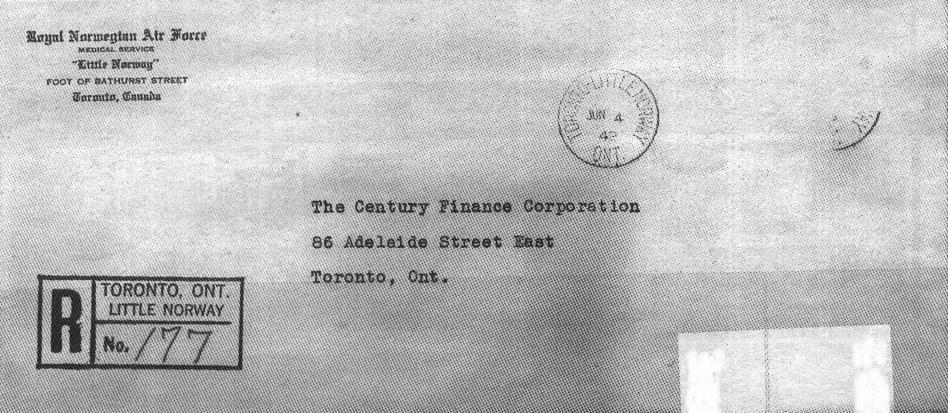 Royal Norwegian Air Force
MEDICAL SERVICE
"Little Norway"
FOOT OF BATHURST STREET
Toronto, Canada
TORONTO-LITTLE NORWAY
JUN 4
ONT.
The Century Finance Corporation
86 Adelaide Street East
Toronto, Ont.
R
TORONTO, ONT.
LITTLE NORWAY
No. 177